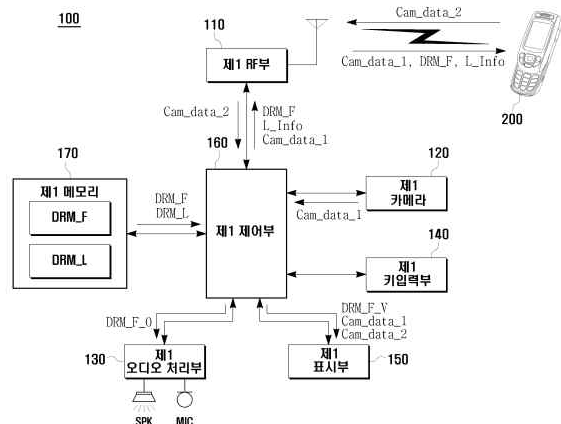 100
110
제1 RF부
Cam_data_2
Cam_data_1, DRM_F, L_Info
200
Cam_data_2
DRM_F
L_Info
Cam_data_1
160
170
제1 메모리
DRM_F
DRM_L
DRM_F
DRM_L
제1 제어부
120
제1
카메라
Cam_data_1
140
제1
키입력부
DRM_F_O
DRM_F_V
Cam_data_1
Cam_data_2
130
제1
오디오 처리부
제1
표시부
150
SPK
MIC